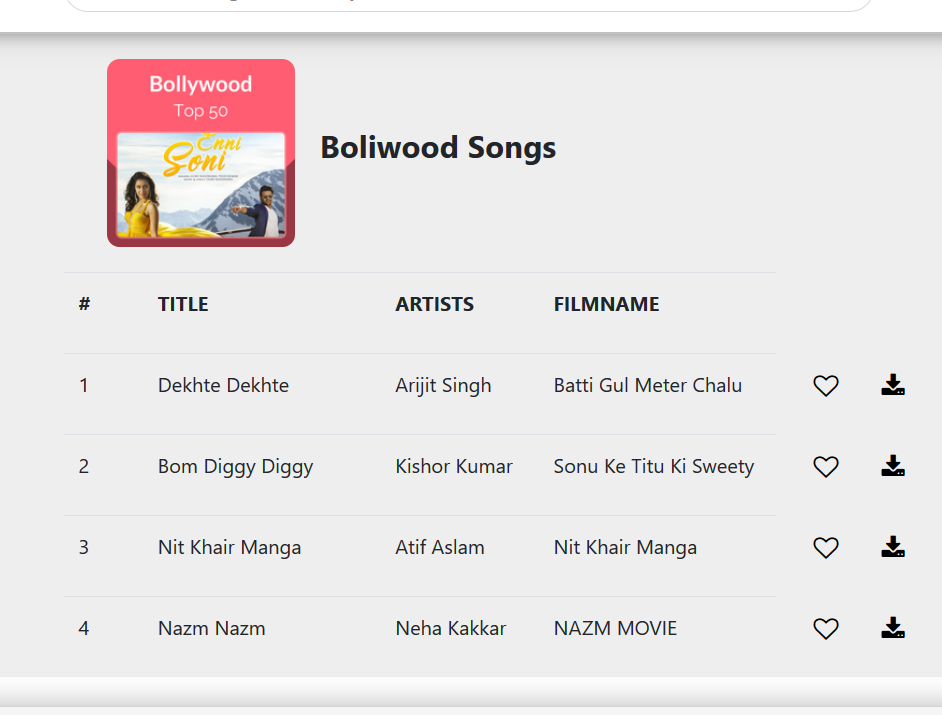 Bollywood
Top 50
Enni
Soni
Boliwood Songs
# TITLE ARTISTS FILMNAME
1 Dekhte Dekhte Arijit Singh Batti Gul Meter Chalu
2 Bom Diggy Diggy Kishor Kumar Sonu Ke Titu Ki Sweety
3 Nit Khair Manga Atif Aslam Nit Khair Manga
4 Nazm Nazm Neha Kakkar NAZM MOVIE